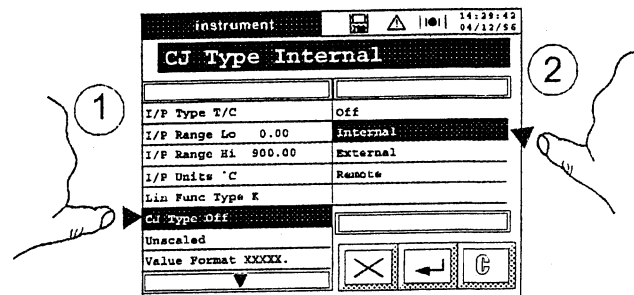 instrument
14:29:42
04/12/96
CJ Type Internal
1
2
I/P Type T/C
I/P Range Lo 0.00
I/P Range Hi 900.00
I/P Units °C
Lin Func Type K
CJ Type Off
Unscaled
Value Format XXXXX.
Off
Internal
External
Remote
C